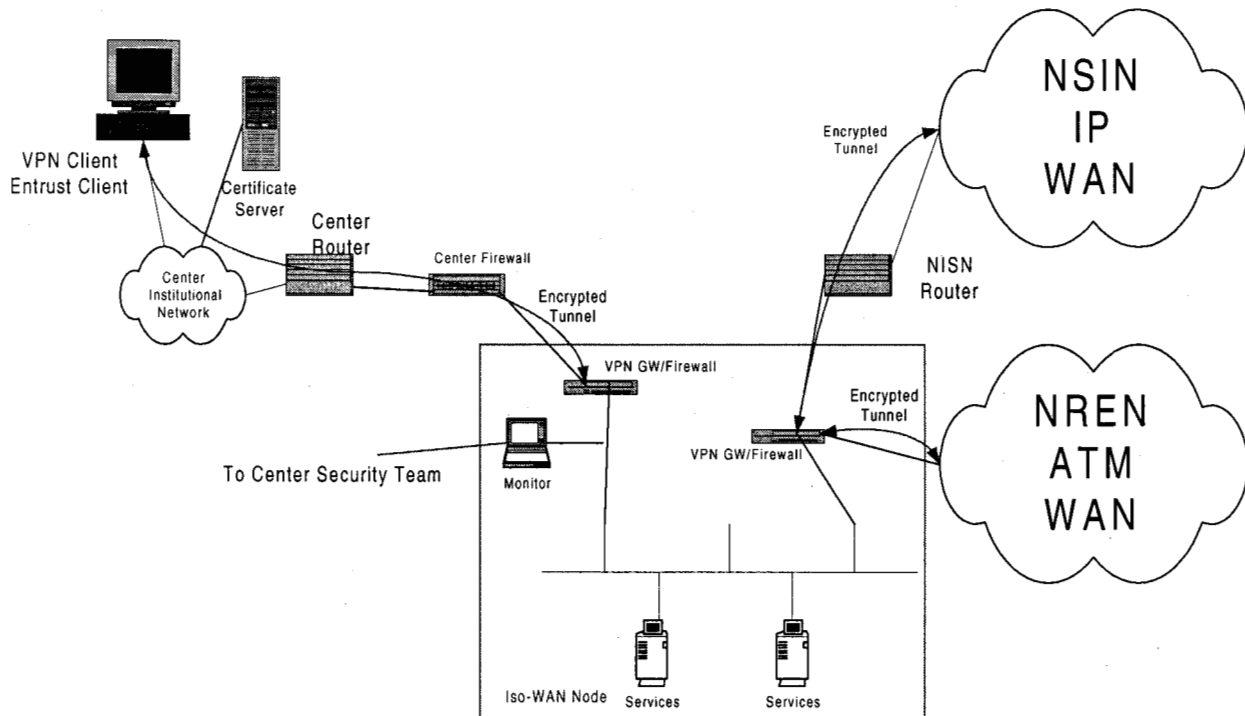 NSIN
IP
WAN
Encrypted
Tunnel
VPN Client
Entrust Client
Certificate
Server
Center
Router
Center Firewall
NISN
Router
Center
Institutional
Network
Encrypted
Tunnel
VPN GW/Firewall
Encrypted
Tunnel
NREN
ATM
WAN
VPN GW/Firewall
To Center Security Team
Monitor
Iso-WAN Node
Services
Services